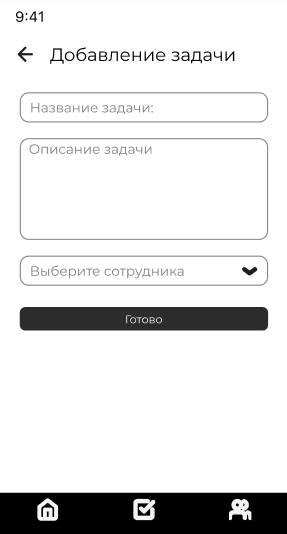 9:41
Добавление задачи
Название задачи:
Описание задачи
Выберите сотрудника
Готово